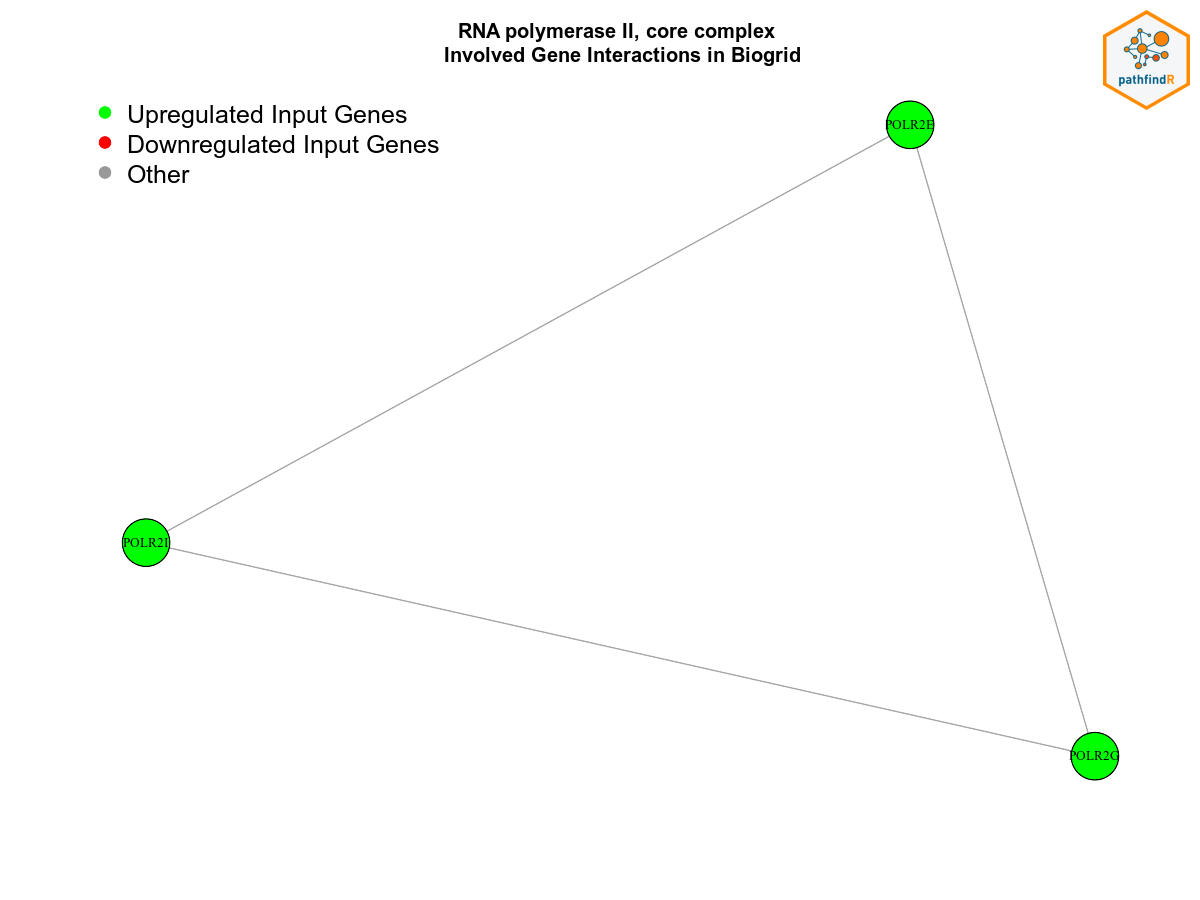 RNA polymerase II, core complex
Involved Gene Interactions in Biogrid
pathfindR
Upregulated Input Genes
Downregulated Input Genes
Other
POLR2E
POLR2I
POLR2G